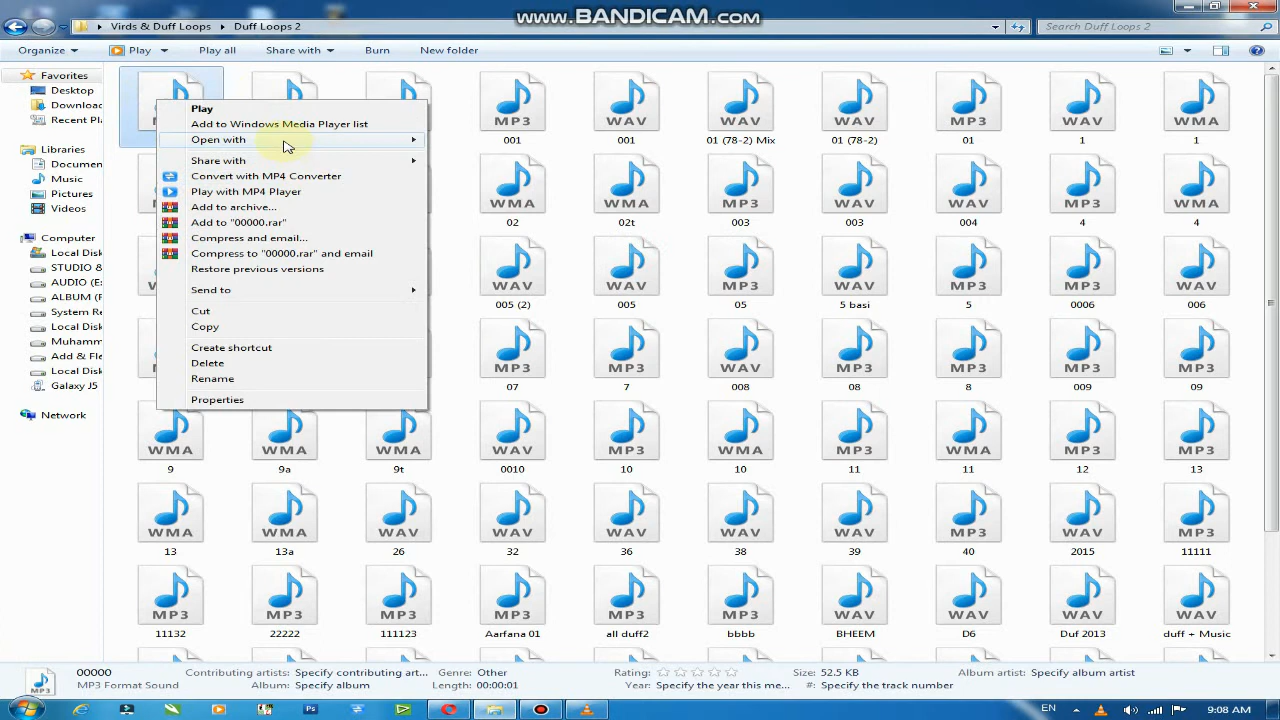 www.BANDICAM.com
Virds & Duff Loops
Duff Loops 2
Search Duff Loops 2
Organize
Play
Play all
Share with
Burn
New folder
Favorites
Desktop
Downloac
Recent Pla
Libraries
Documen
Music
Pictures
Videos
Computer
Local Disk
STUDIO &
AUDIO (E:
ALBUM (F
System Re
Local Disk
Muhamm
Add & Fle
Local Disk
Galaxy J5
Network
Play
Add to Windows Media Player list
Open with
Share with
Convert with MP4 Converter
Play with MP4 Player
Add to archive...
Add to "00000.rar"
Compress and email...
Compress to "00000.rar" and email
Restore previous versions
Send to
Cut
Copy
Create shortcut
Delete
Rename
Properties
WAV WAV MP3 WAV MP3 MP3 WMA
001 001 01 (78-2) Mix 01 (78-2) 01 1 1
WMA WMA MP3 WAV WAV MP3 WMA
02 02t 003 003 004 4 4
WAV WAV WMA WAV MP3 MP3 WAV
005 (2) 005 05 5 basi 5 0006 006
WMA MP3 WAV WMA MP3 WAV WMA
07 7 008 08 8 009 09
WMA WMA WMA WAV MP3 WMA MP3 WMA MP3 MP3
9 9a 9t 0010 10 10 11 11 12 13
WMA WMA WAV WAV WAV WAV WAV MP3 WAV MP3
13 13a 26 32 36 38 39 40 2015 11111
MP3 MP3 MP3 MP3 MP3 MP3 WAV WAV WAV WAV
11132 22222 111123 Aarfana 01 all duff2 bbbb BHEEM D6 Duf 2013 duff + Music
MP3
00000
Contributing artists: Specify contributing art...
Genre: Other
Rating:
Size: 52.5 KB
Album artist: Specify album artist
MP3 Format Sound
Album: Specify album
Length: 00:00:01
Year: Specify the year this me...
#: Specify the track number
Ps
EN
9:08 AM